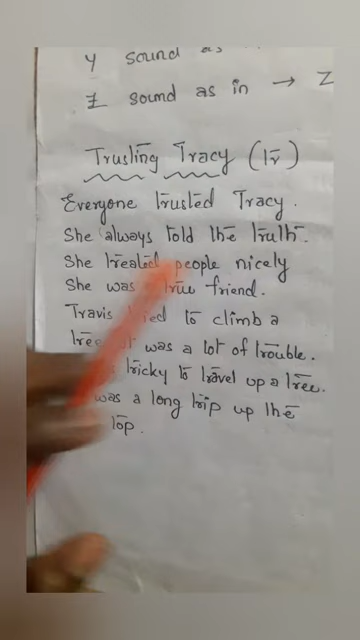 Y sound as
Z sound as in → Z
Trusting Tracy (tr)
Everyone trusted Tracy.
She always told the truth.
She treated people nicely
She was true friend.
Travis to climb a
tree was a lot of trouble.
tricky to travel up a tree.
was a long trip up the
top.